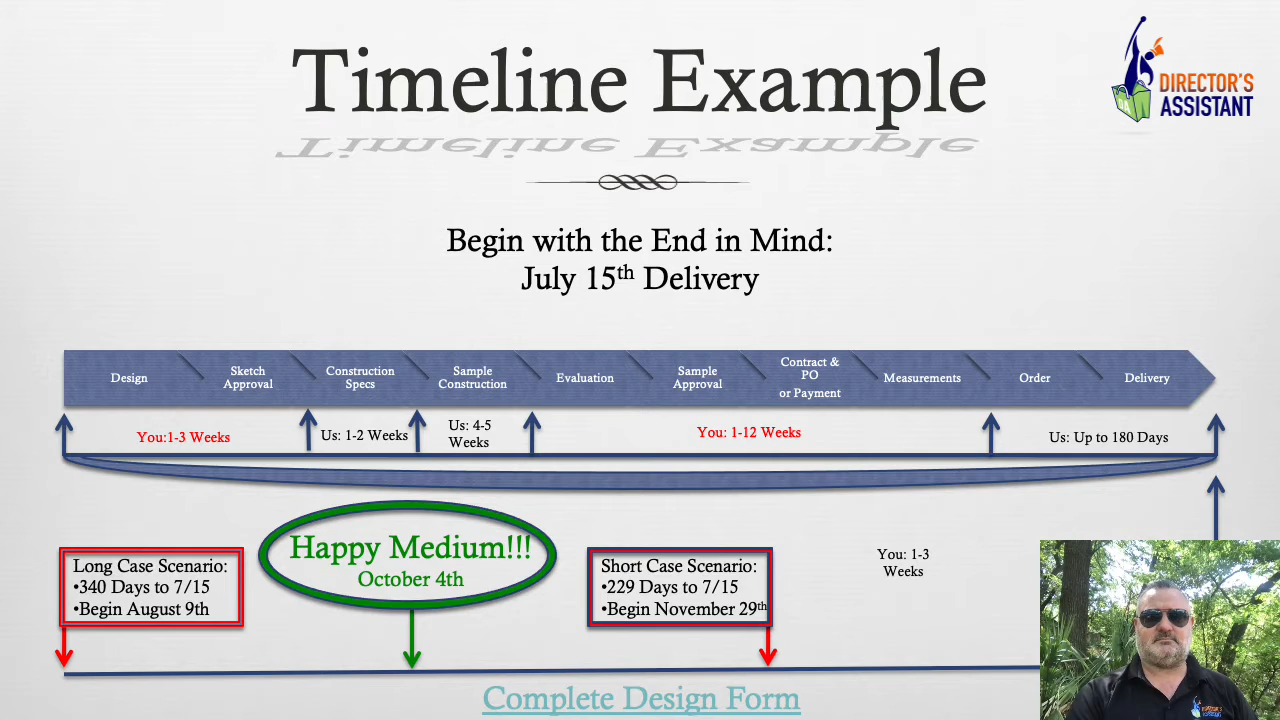 Timeline Example
DIRECTOR'S
ASSISTANT
Begin with the End in Mind:
July 15th Delivery
Design
Sketch
Approval
Construction
Specs
Sample
Construction
Evaluation
Sample
Approval
Contract &
PO
or Payment
Measurements
Order
Delivery
You:1-3 Weeks
Us: 1-2 Weeks
Us: 4-5
Weeks
You: 1-12 Weeks
Us: Up to 180 Days
Long Case Scenario:
•340 Days to 7/15
•Begin August 9th
Happy Medium!!!
October 4th
Short Case Scenario:
•229 Days to 7/15
•Begin November 29th
You: 1-3
Weeks
Complete Design Form
DIRECTOR'S
ASSISTANT